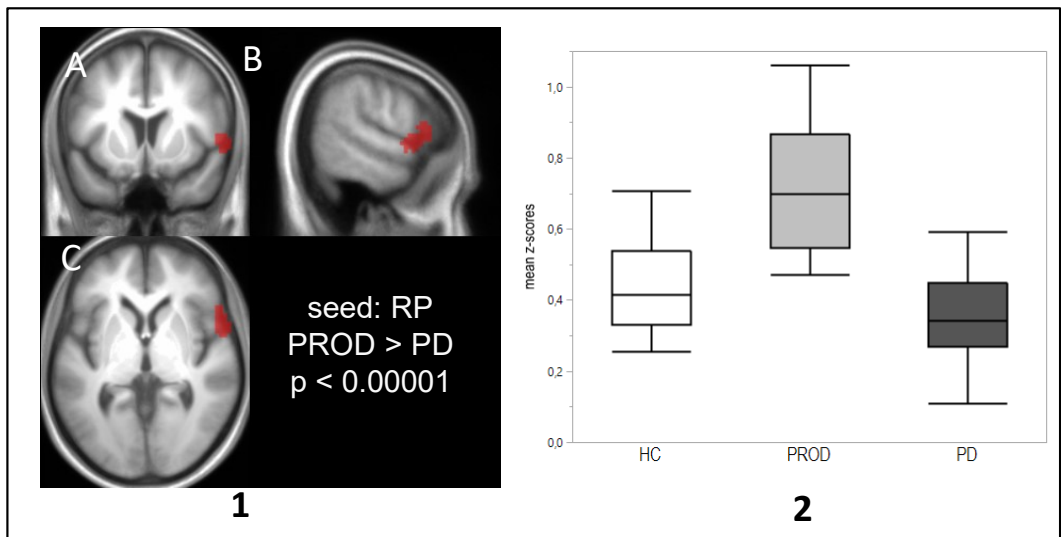 A
B
C
seed: RP
PROD > PD
p < 0.00001
1
mean z-scores
1,0
0,8
0,6
0,4
0,2
0,0
HC PROD PD
2